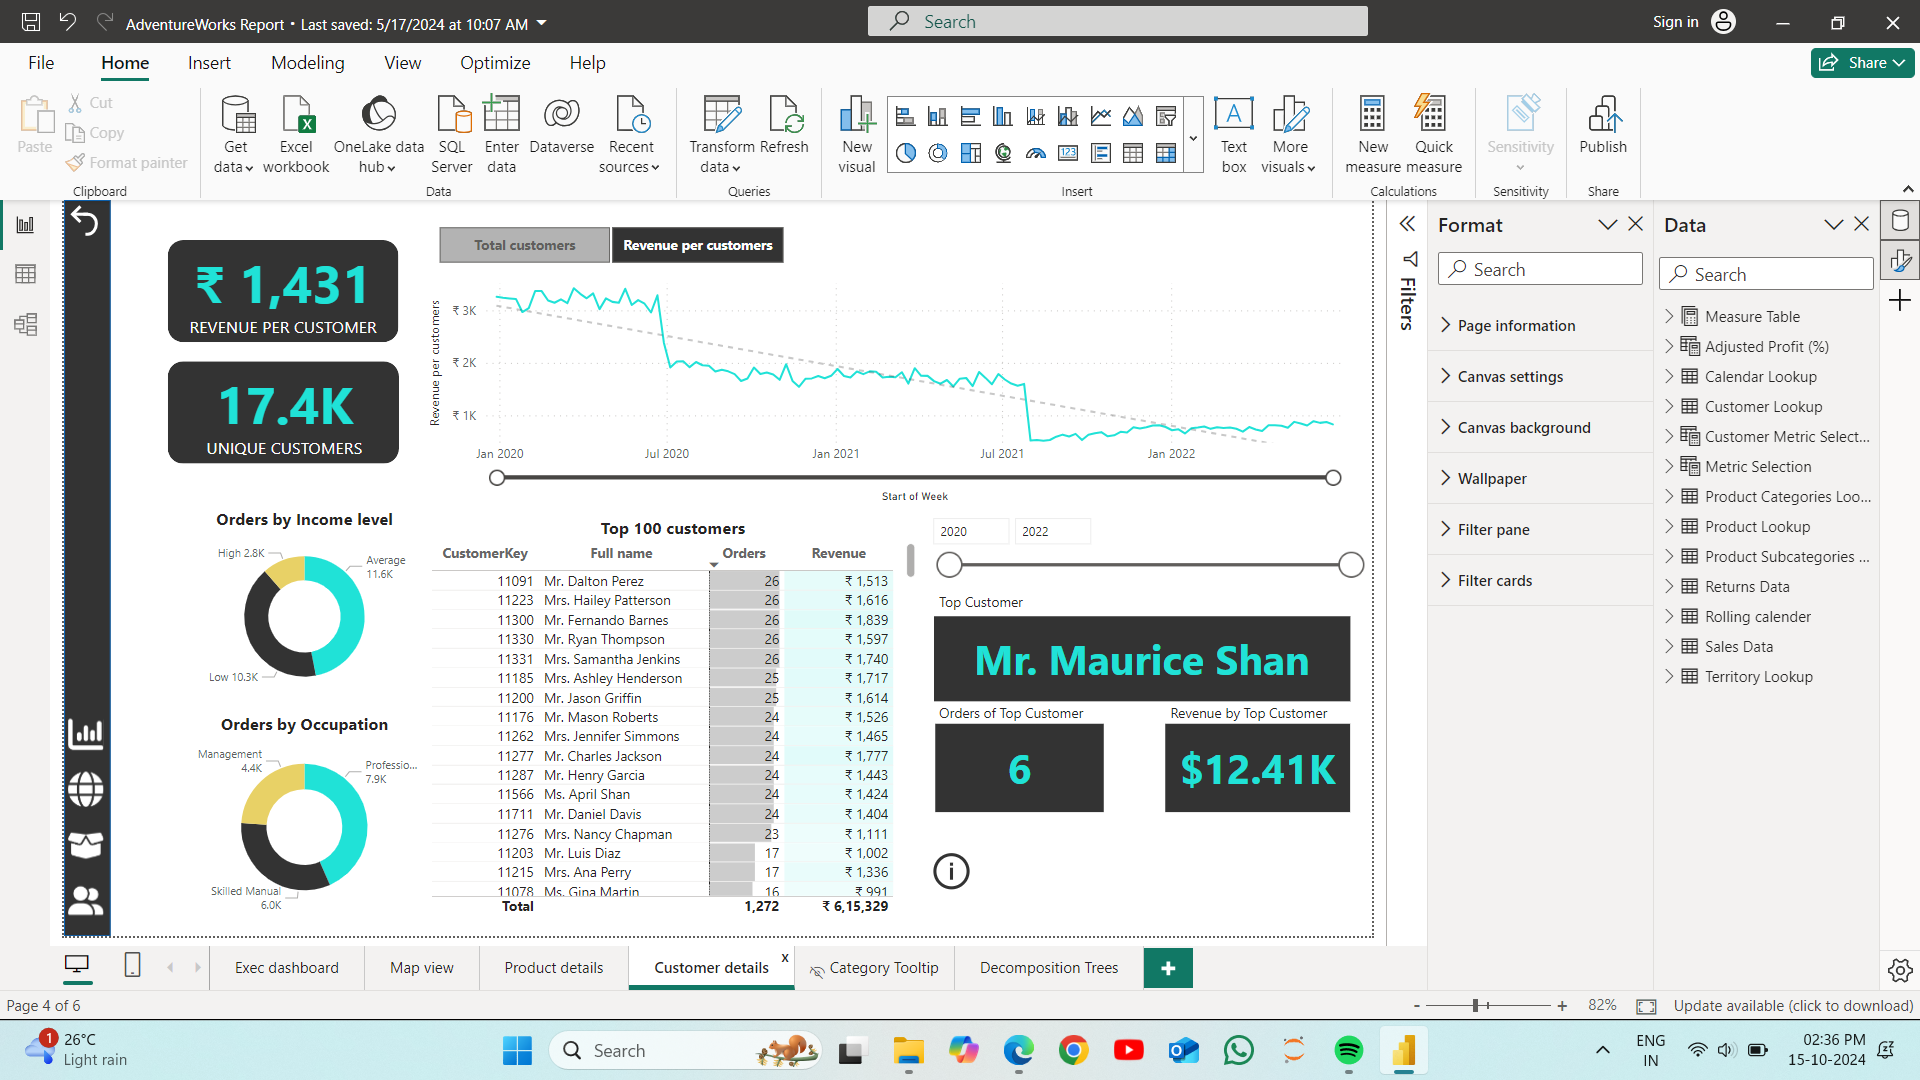 AdventureWorks Report • Last saved: 5/17/2024 at 10:07 AM
Search
Sign in
File
Home
Insert
Modeling
View
Optimize
Help
Share
Paste
Cut
Copy
Format painter
Clipboard
Get data
Excel workbook
OneLake data hub
SQL Server
Enter data
Dataverse
Recent sources
Data
Transform data
Refresh
Queries
New visual
Text box
More visuals
Insert
New measure
Quick measure
Calculations
Sensitivity
Sensitivity
Publish
Share
₹ 1,431
REVENUE PER CUSTOMER
17.4K
UNIQUE CUSTOMERS
Total customers
Revenue per customers
Revenue per customers
₹ 3K
₹ 2K
₹ 1K
Jan 2020
Jul 2020
Jan 2021
Jul 2021
Jan 2022
Start of Week
Orders by Income level
High 2.8K
Average 11.6K
Low 10.3K
Orders by Occupation
Management 4.4K
Professio... 7.9K
Skilled Manual 6.0K
Top 100 customers
CustomerKey Full name Orders Revenue
11091 Mr. Dalton Perez 26 ₹ 1,513
11223 Mrs. Hailey Patterson 26 ₹ 1,616
11300 Mr. Fernando Barnes 26 ₹ 1,839
11330 Mr. Ryan Thompson 26 ₹ 1,597
11331 Mrs. Samantha Jenkins 26 ₹ 1,740
11185 Mrs. Ashley Henderson 25 ₹ 1,717
11200 Mr. Jason Griffin 25 ₹ 1,614
11176 Mr. Mason Roberts 24 ₹ 1,526
11262 Mrs. Jennifer Simmons 24 ₹ 1,465
11277 Mr. Charles Jackson 24 ₹ 1,777
11287 Mr. Henry Garcia 24 ₹ 1,443
11566 Ms. April Shan 24 ₹ 1,424
11711 Mr. Daniel Davis 24 ₹ 1,404
11276 Mrs. Nancy Chapman 23 ₹ 1,111
11203 Mr. Luis Diaz 17 ₹ 1,002
11215 Mrs. Ana Perry 17 ₹ 1,336
11078 Ms. Gina Martin 16 ₹ 991
Total 1,272 ₹ 6,15,329
2020
2022
Top Customer
Mr. Maurice Shan
Orders of Top Customer
6
Revenue by Top Customer
$12.41K
Filters
Format
Search
Page information
Canvas settings
Canvas background
Wallpaper
Filter pane
Filter cards
Data
Search
Measure Table
Adjusted Profit (%)
Calendar Lookup
Customer Lookup
Customer Metric Select...
Metric Selection
Product Categories Loo...
Product Lookup
Product Subcategories ...
Returns Data
Rolling calender
Sales Data
Territory Lookup
Exec dashboard
Map view
Product details
Customer details
x
Category Tooltip
Decomposition Trees
Page 4 of 6
- + 82%
Update available (click to download)
1
26°C
Light rain
Search
123
ENG
IN
02:36 PM
15-10-2024